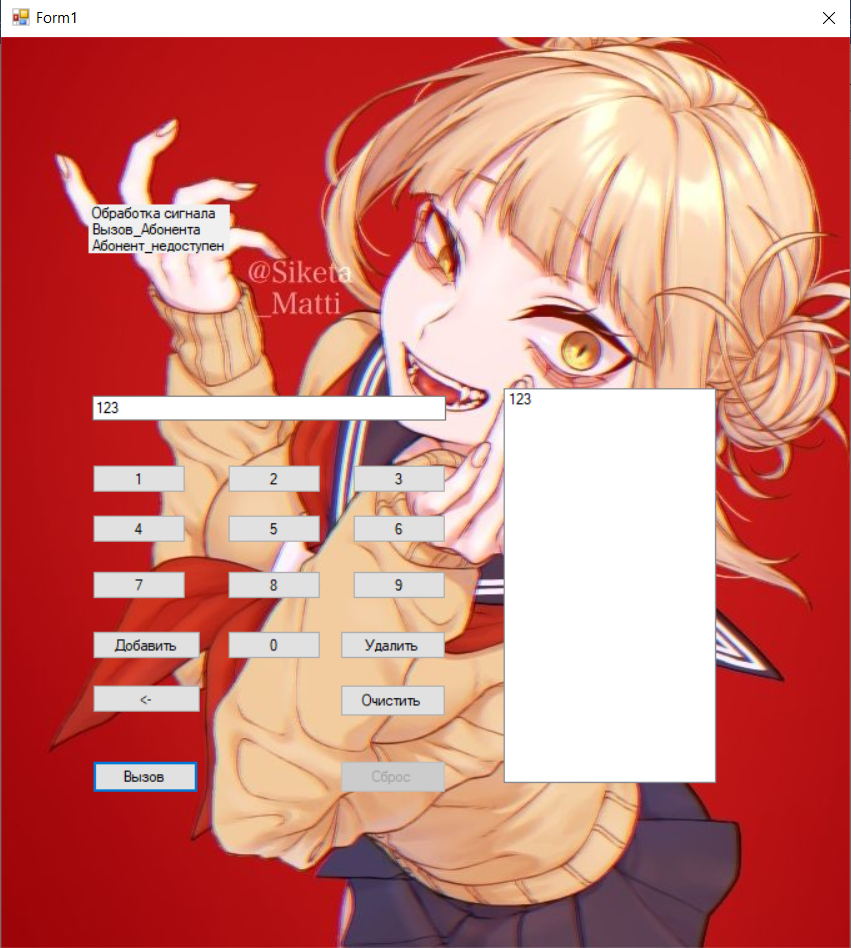 Form1
Обработка сигнала
Вызов_Абонента
Абонент_недоступен
@Siketa
_Matti
123
123
1 2 3
4 5 6
7 8 9
Добавить 0 Удалить
<- Очистить
Вызов Сброс